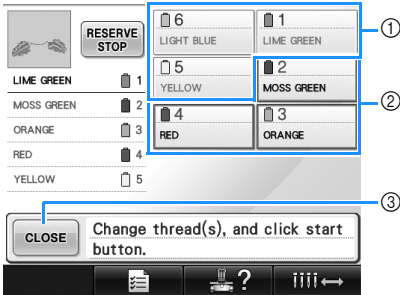 RESERVE
STOP
LIME GREEN 1
MOSS GREEN 2
ORANGE 3
RED 4
YELLOW 5
6
LIGHT BLUE
1
LIME GREEN
5
YELLOW
2
MOSS GREEN
4
RED
3
ORANGE
①
②
③
CLOSE
Change thread(s), and click start
button.
?